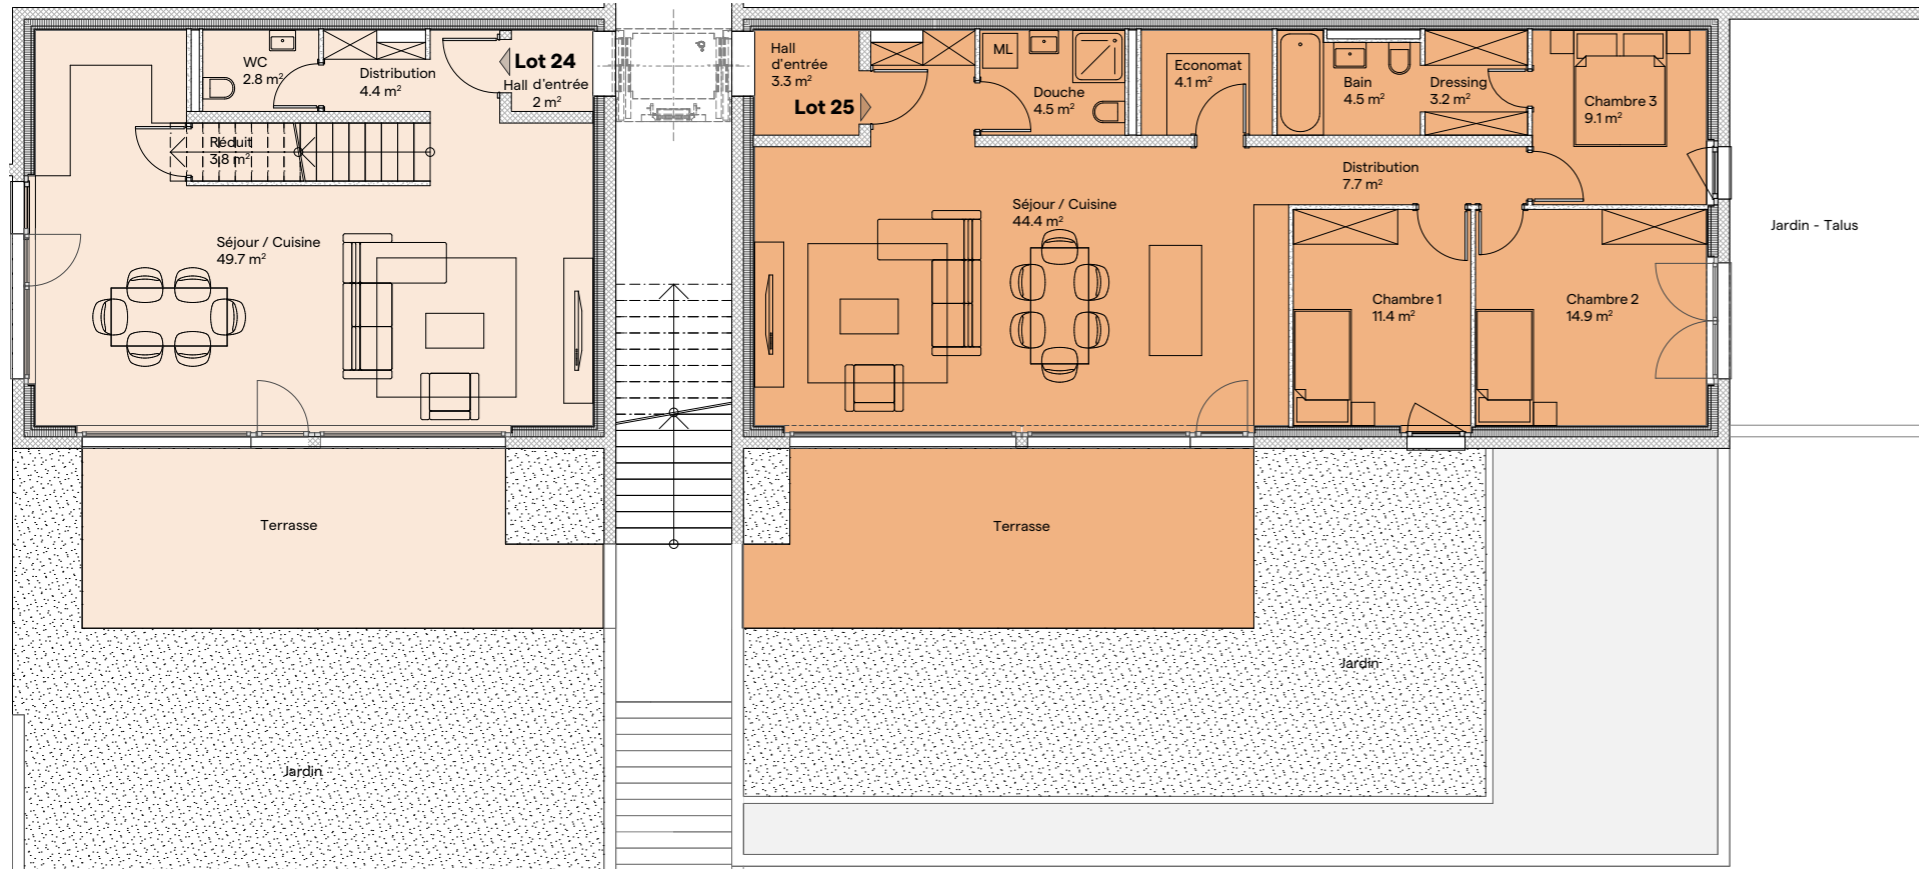 WC
2.8 m²
Distribution
4.4 m²
Lot 24
Hall d'entrée
2 m²
Réduit
3.8 m²
Séjour / Cuisine
49.7 m²
Terrasse
Jardin
Hall
d'entrée
3.3 m²
Lot 25
ML
Douche
4.5 m²
Economat
4.1 m²
Bain
4.5 m²
Dressing
3.2 m²
Chambre 3
9.1 m²
Distribution
7.7 m²
Séjour / Cuisine
44.4 m²
Chambre 1
11.4 m²
Chambre 2
14.9 m²
Jardin - Talus
Terrasse
Jardin